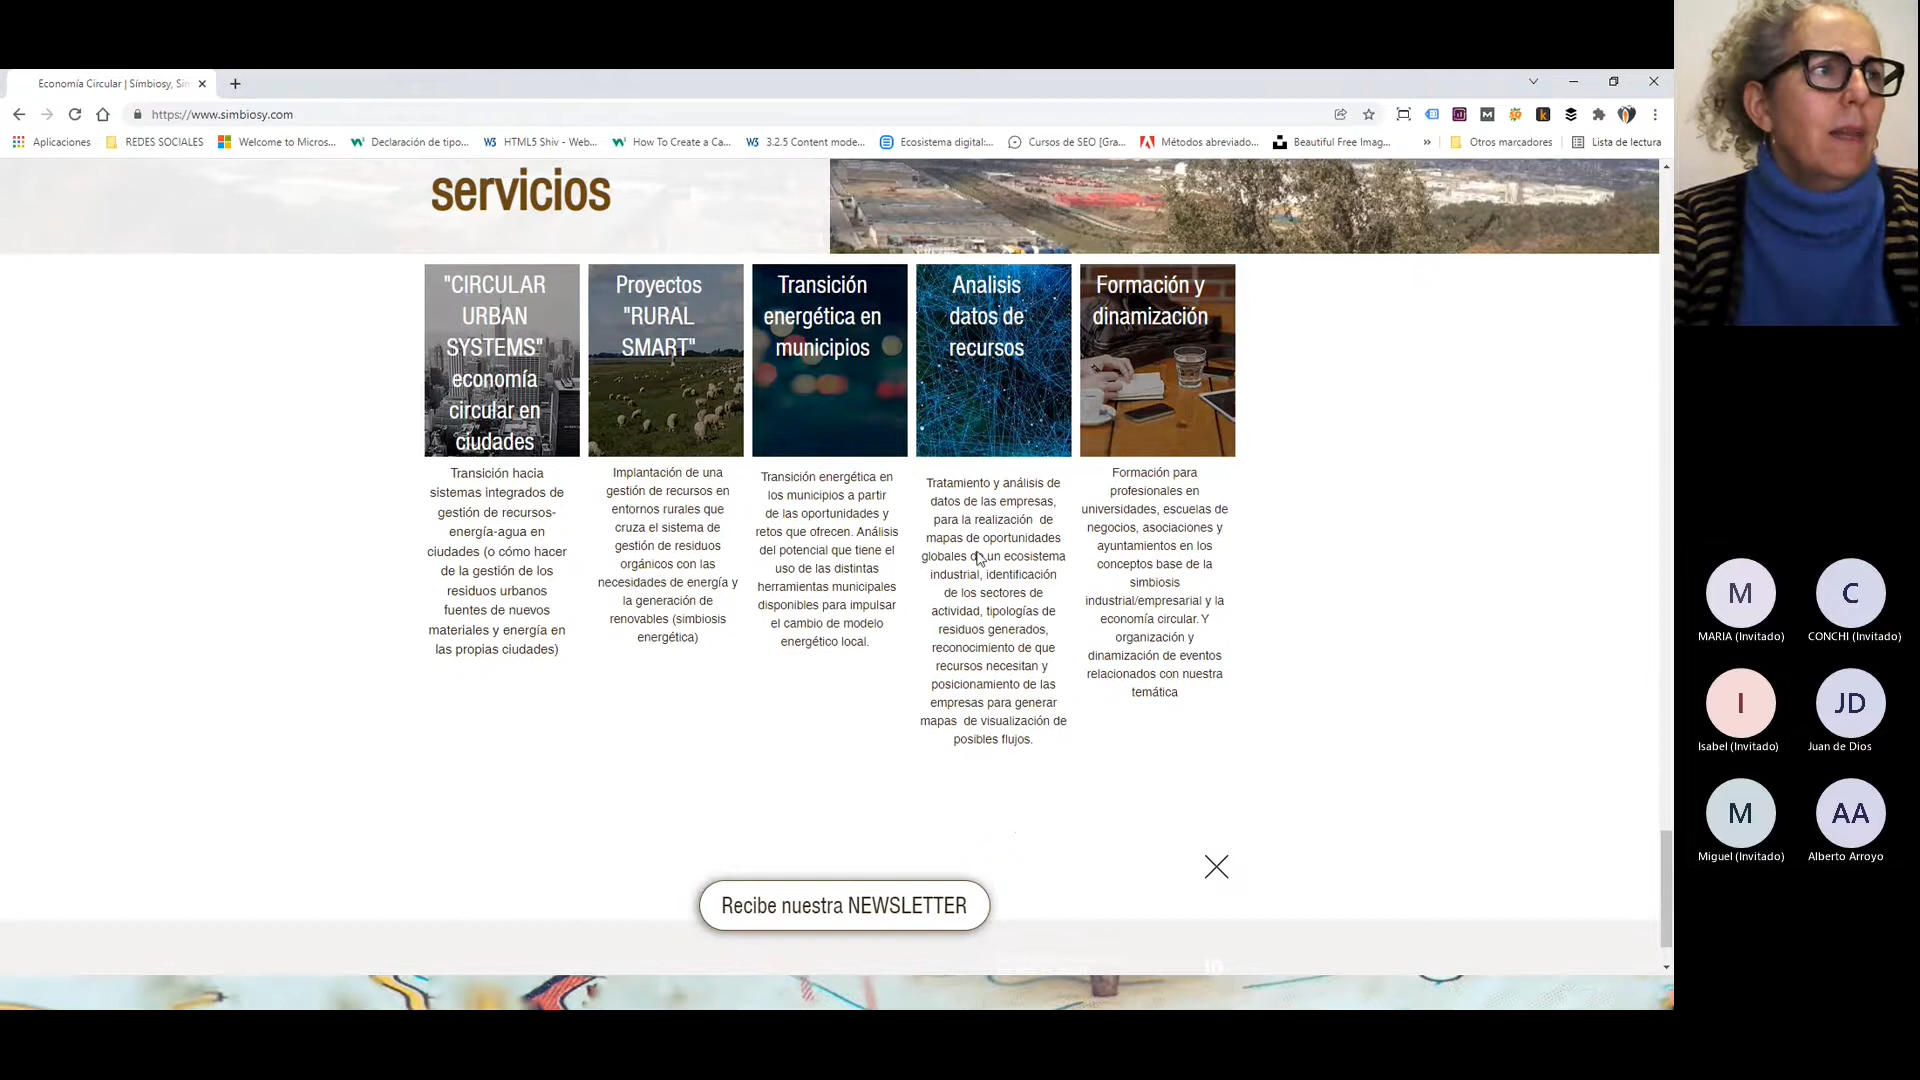 Economía Circular | Símbiosy, Sim
https://www.simbiosy.com
Aplicaciones
REDES SOCIALES
Welcome to Micros...
Declaración de tipo...
HTML5 Shiv - Web...
How To Create a Ca...
3.2.5 Content mode...
Ecosistema digital:...
Cursos de SEO [Gra...
Métodos abreviado...
Beautiful Free Imag...
»
Otros marcadores
Lista de lectura
servicios
"CIRCULAR
URBAN
SYSTEMS"
economía
circular en
ciudades
Transición hacia
sistemas integrados de
gestión de recursos-
energía-agua en
ciudades (o cómo hacer
de la gestión de los
residuos urbanos
fuentes de nuevos
materiales y energía en
las propias ciudades)
Proyectos
"RURAL
SMART"
Implantación de una
gestión de recursos en
entornos rurales que
cruza el sistema de
gestión de residuos
orgánicos con las
necesidades de energía y
la generación de
renovables (simbiosis
energética)
Transición
energética en
municipios
Transición energética en
los municipios a partir
de las oportunidades y
retos que ofrecen. Análisis
del potencial que tiene el
uso de las distintas
herramientas municipales
disponibles para impulsar
el cambio de modelo
energético local.
Analisis
datos de
recursos
Tratamiento y análisis de
datos de las empresas,
para la realización de
mapas de oportunidades
globales de un ecosistema
industrial, identificación
de los sectores de
actividad, tipologías de
residuos generados,
reconocimiento de que
recursos necesitan y
posicionamiento de las
empresas para generar
mapas de visualización de
posibles flujos.
Formación y
dinamización
Formación para
profesionales en
universidades, escuelas de
negocios, asociaciones y
ayuntamientos en los
conceptos base de la
simbiosis
industrial/empresarial y la
economía circular. Y
organización y
dinamización de eventos
relacionados con nuestra
temática
Recibe nuestra NEWSLETTER
M
MARIA (Invitado)
C
CONCHI (Invitado)
I
Isabel (Invitado)
JD
Juan de Dios
M
Miguel (Invitado)
AA
Alberto Arroyo